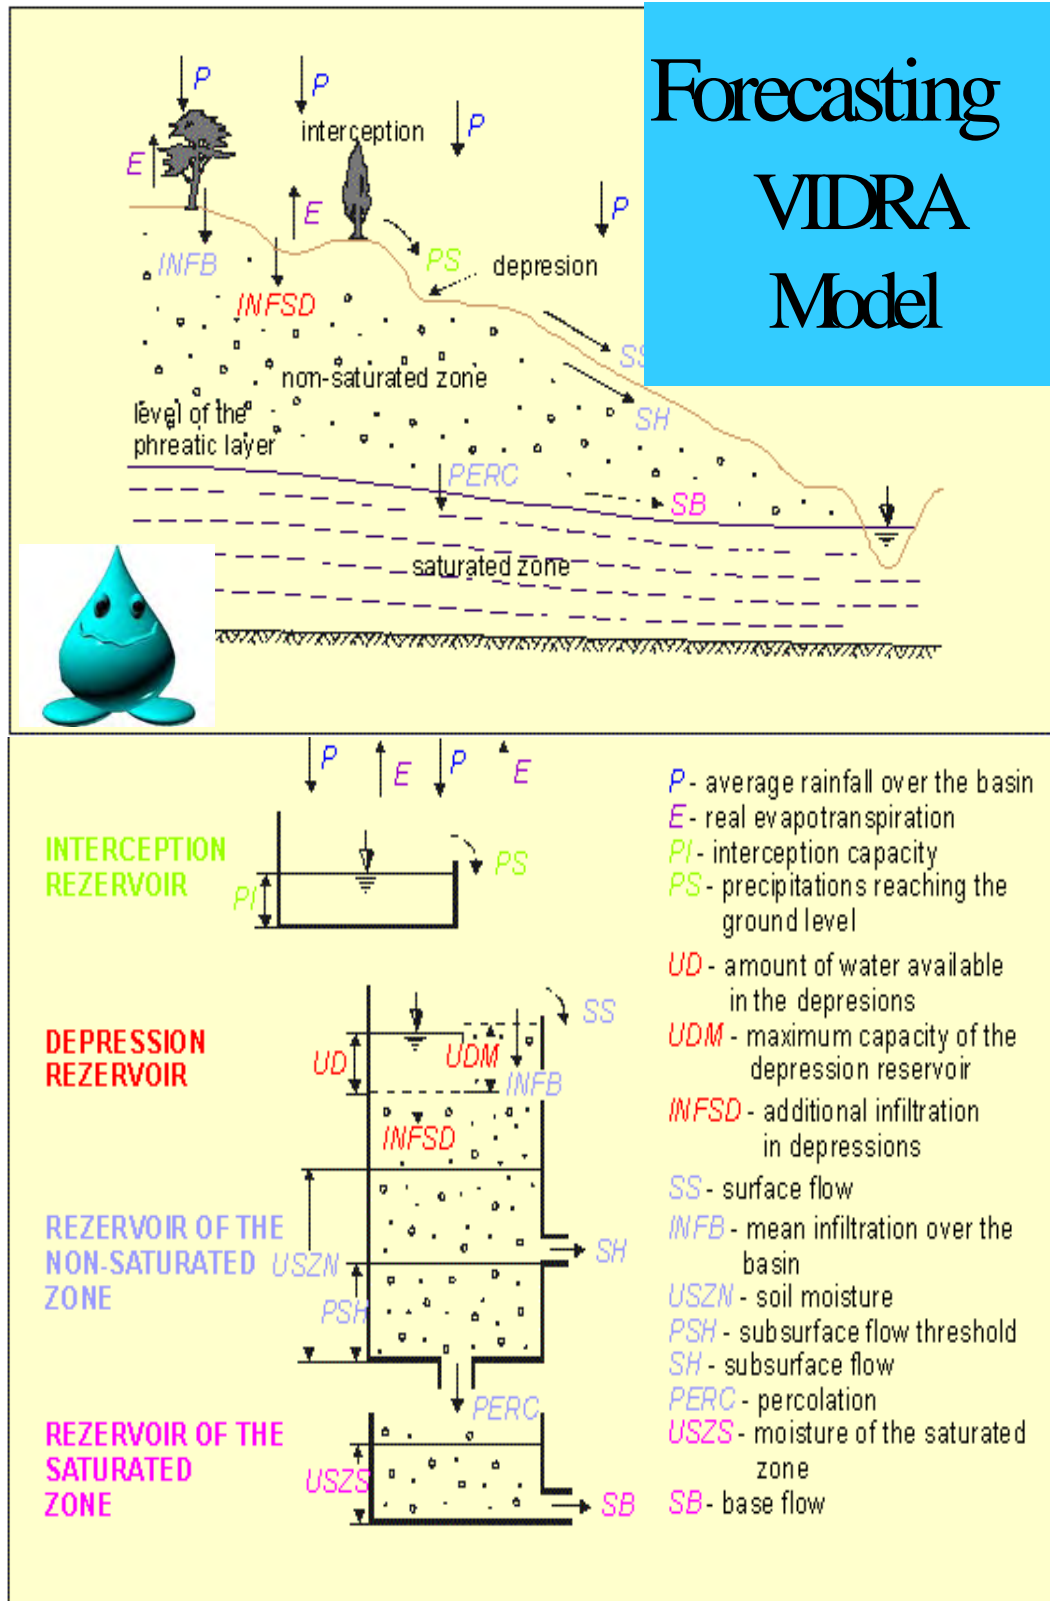 Forecasting
VIDRA
Model
P
P
P
interception
E
E
P
PS
INFB
depresion
INFSD
SS
non-saturated zone
SH
level of the
phreatic layer
PERC
SB
saturated zone
P
E
P
E
INTERCEPTION
REZERVOIR
PI
PS
DEPRESSION
REZERVOIR
UD
UDM
SS
INFB
INFSD
REZERVOIR OF THE
NON-SATURATED
ZONE
USZN
SH
PSH
PERC
REZERVOIR OF THE
SATURATED
ZONE
USZS
SB
P - average rainfall over the basin
E - real evapotranspiration
PI - interception capacity
PS - precipitations reaching the
ground level
UD - amount of water available
in the depresions
UDM - maximum capacity of the
depression reservoir
INFSD - additional infiltration
in depressions
SS - surface flow
INFB - mean infiltration over the
basin
USZN - soil moisture
PSH - subsurface flow threshold
SH - subsurface flow
PERC - percolation
USZS - moisture of the saturated
zone
SB - base flow